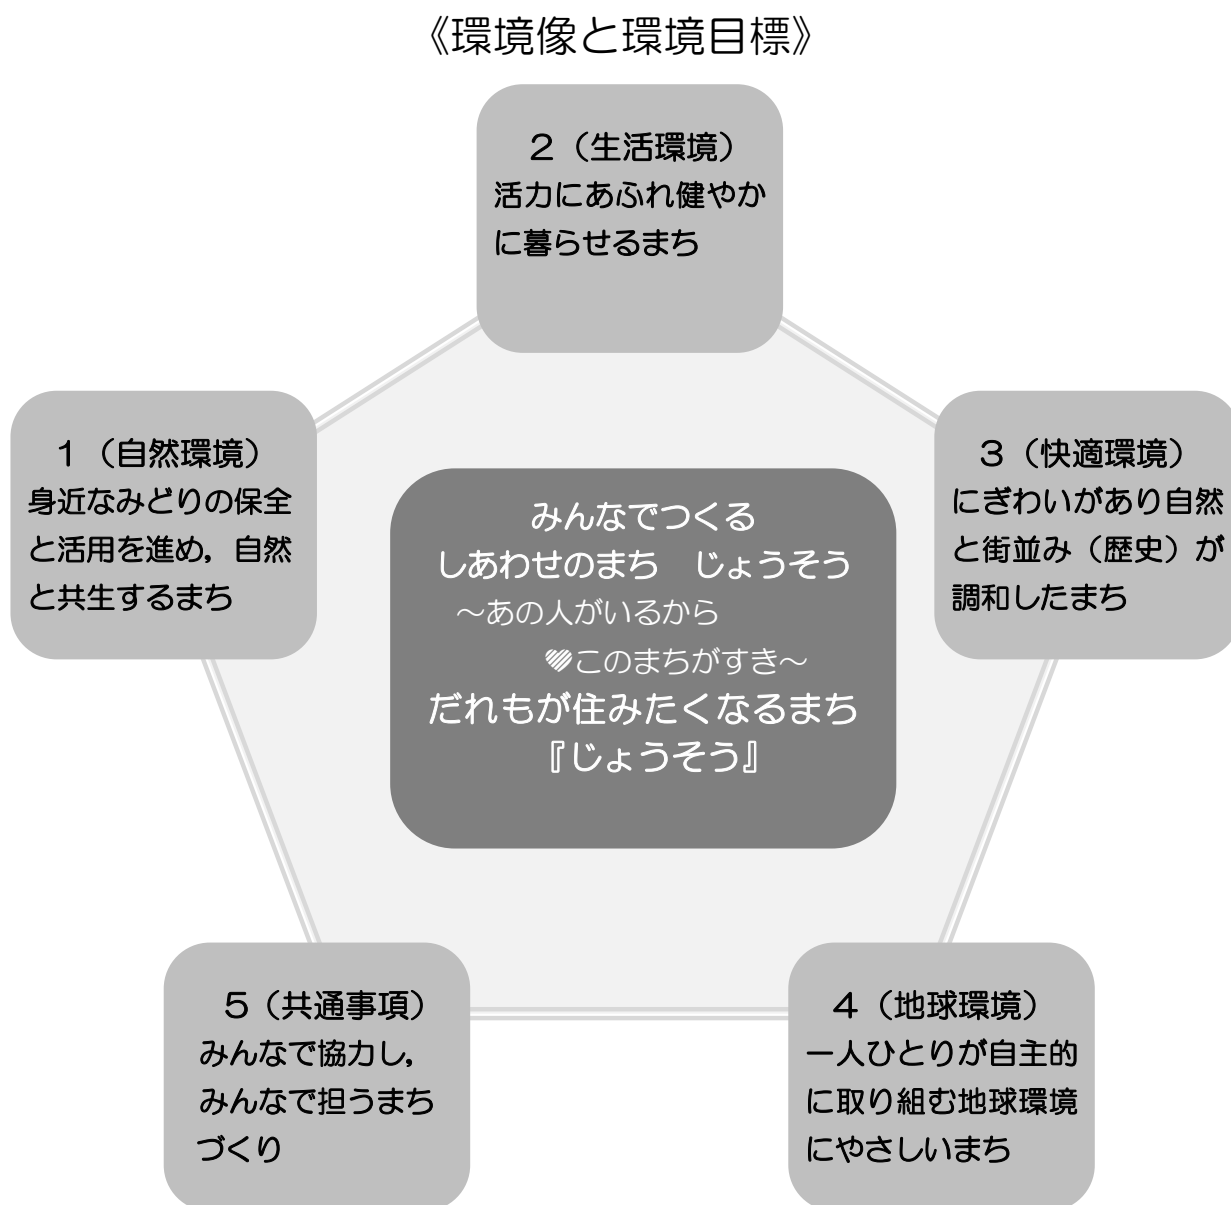 《環境像と環境目標》
2（生活環境）
活力にあふれ健やか
に暮らせるまち
1（自然環境）
身近なみどりの保全
と活用を進め，自然
と共生するまち
3（快適環境）
にぎわいがあり自然
と街並み（歴史）が
調和したまち
みんなでつくる
しあわせのまち　じょうそう
～あの人がいるから
♥このまちがすき～
だれもが住みたくなるまち
『じょうそう』
5（共通事項）
みんなで協力し，
みんなで担うまち
づくり
4（地球環境）
一人ひとりが自主的
に取り組む地球環境
にやさしいまち